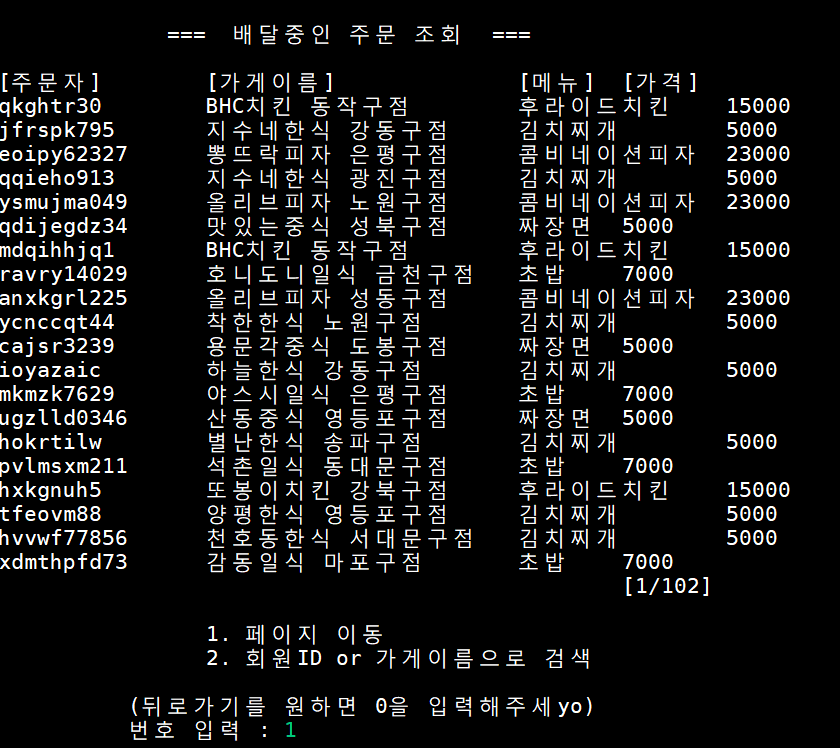 === 배달중인 주문 조회 ===
[주문자] [가게이름] [메뉴] [가격]
qkghtr30 BHC치킨 동작구점 후라이드치킨 15000
jfrspk795 지수네한식 강동구점 김치찌개 5000
eoipy62327 뽕뜨락피자 은평구점 콤비네이션피자 23000
qqieho913 지수네한식 광진구점 김치찌개 5000
ysmujma049 올리브피자 노원구점 콤비네이션피자 23000
qdijegdz34 맛있는중식 성북구점 짜장면 5000
mdqihhjq1 BHC치킨 동작구점 후라이드치킨 15000
ravry14029 호니도니일식 금천구점 초밥 7000
anxkgrl225 올리브피자 성동구점 콤비네이션피자 23000
ycnccqt44 착한한식 노원구점 김치찌개 5000
cajsr3239 용문각중식 도봉구점 짜장면 5000
ioyazaic 하늘한식 강동구점 김치찌개 5000
mkmzk7629 야스시일식 은평구점 초밥 7000
ugzlld0346 산동중식 영등포구점 짜장면 5000
hokrtilw 별난한식 송파구점 김치찌개 5000
pvlmsxm211 석촌일식 동대문구점 초밥 7000
hxkgnuh5 또봉이치킨 강북구점 후라이드치킨 15000
tfeovm88 양평한식 영등포구점 김치찌개 5000
hvvwf77856 천호동한식 서대문구점 김치찌개 5000
xdmthpfd73 감동일식 마포구점 초밥 7000
[1/102]
1. 페이지 이동
2. 회원ID or 가게이름으로 검색
(뒤로가기를 원하면 0을 입력해주세yo)
번호 입력 : 1